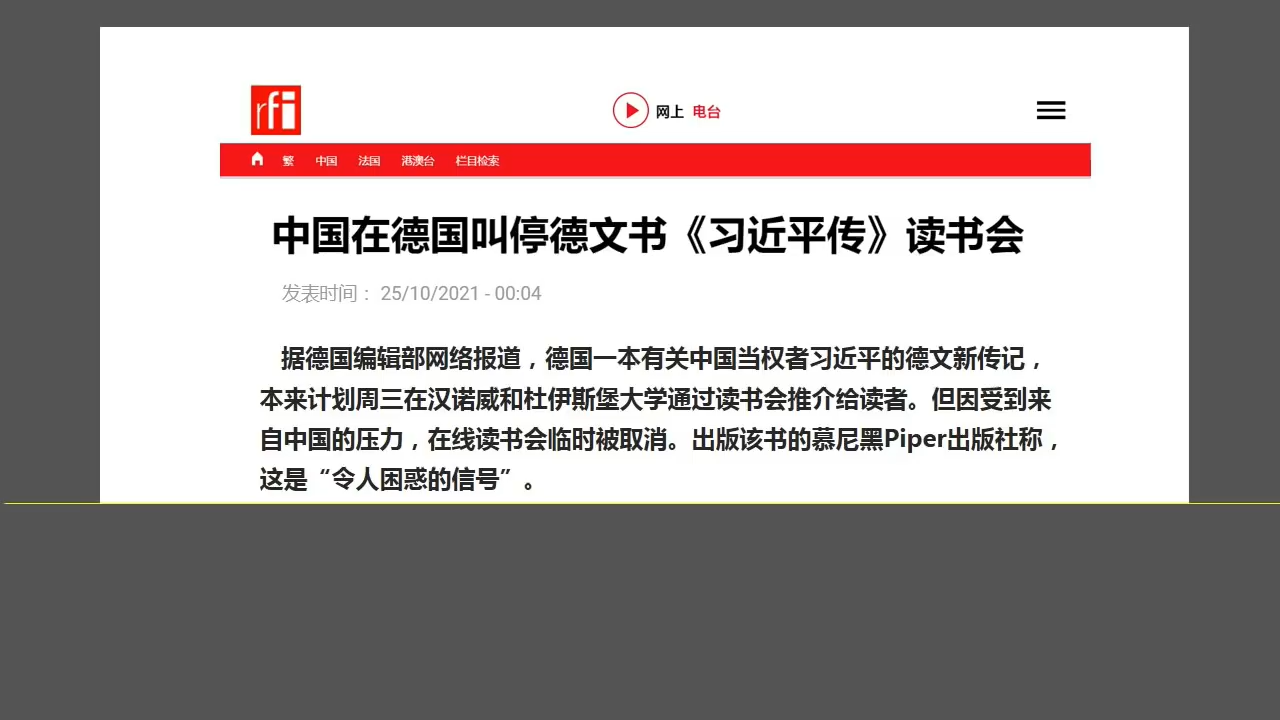 rfi
网上 电台
繁 中国 法国 港澳台 栏目检索
中国在德国叫停德文书《习近平传》读书会
发表时间： 25/10/2021 - 00:04
据德国编辑部网络报道，德国一本有关中国当权者习近平的德文新传记，
本来计划周三在汉诺威和杜伊斯堡大学通过读书会推介给读者。但因受到来
自中国的压力，在线读书会临时被取消。出版该书的慕尼黑Piper出版社称，
这是“令人困惑的信号”。